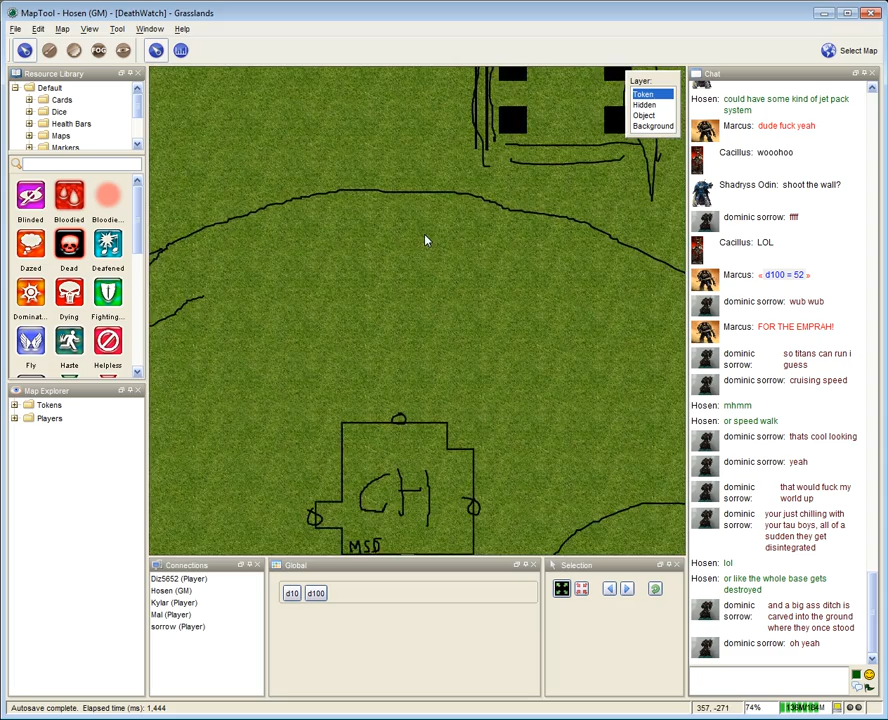 MapTool - Hosen (GM) - [DeathWatch] - Grasslands
File Edit Map View Tool Window Help
FOG
Select Map
Resource Library
Default
Cards
Dice
Health Bars
Maps
Markers
Blinded Bloodied Bloodie...
Dazed Dead Deafened
Dominat... Dying Fighting...
Fly Haste Helpless
Map Explorer
Tokens
Players
Layer:
Token
Hidden
Object
Background
CH
MSD
Connections
Diz5652 (Player)
Hosen (GM)
Kylar (Player)
Mal (Player)
sorrow (Player)
Global
d10 d100
Selection
Chat
Hosen: could have some kind of jet pack
system
Marcus: dude fuck yeah
Cacillus: wooohoo
Shadryss Odin: shoot the wall?
dominic sorrow: ffff
Cacillus: LOL
Marcus: « d100 = 52 »
dominic sorrow: wub wub
Marcus: FOR THE EMPRAH!
dominic sorrow: so titans can run i
guess
dominic sorrow: cruising speed
Hosen: mhmm
Hosen: or speed walk
dominic sorrow: thats cool looking
dominic sorrow: yeah
dominic sorrow: that would fuck my
world up
dominic sorrow: your just chilling with
your tau boys, all of a
sudden they get
disintegrated
Hosen: lol
Hosen: or like the whole base gets
destroyed
dominic sorrow: and a big ass ditch is
carved into the ground
where they once stood
dominic sorrow: oh yeah
Autosave complete. Elapsed time (ms): 1,444
357, -271
74%
136M/184M